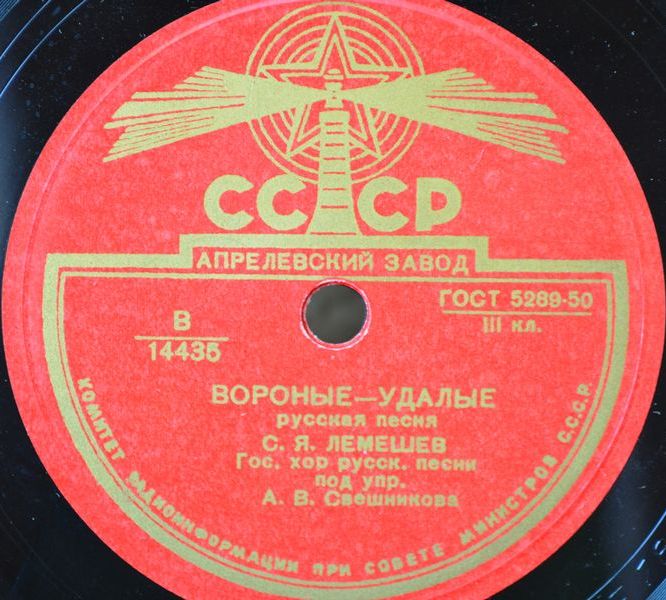 СССР
АПРЕЛЕВСКИЙ ЗАВОД
ГОСТ 5289-50
III кл.
В
14435
ВОРОНЫЕ—УДАЛЫЕ
русская песня
С. Я. ЛЕМЕШЕВ
Гос. хор русск. песни
под упр.
А. В. Свешникова
КОМИТЕТ РАДИОИНФОРМАЦИИ ПРИ СОВЕТЕ МИНИСТРОВ С.С.С.Р.